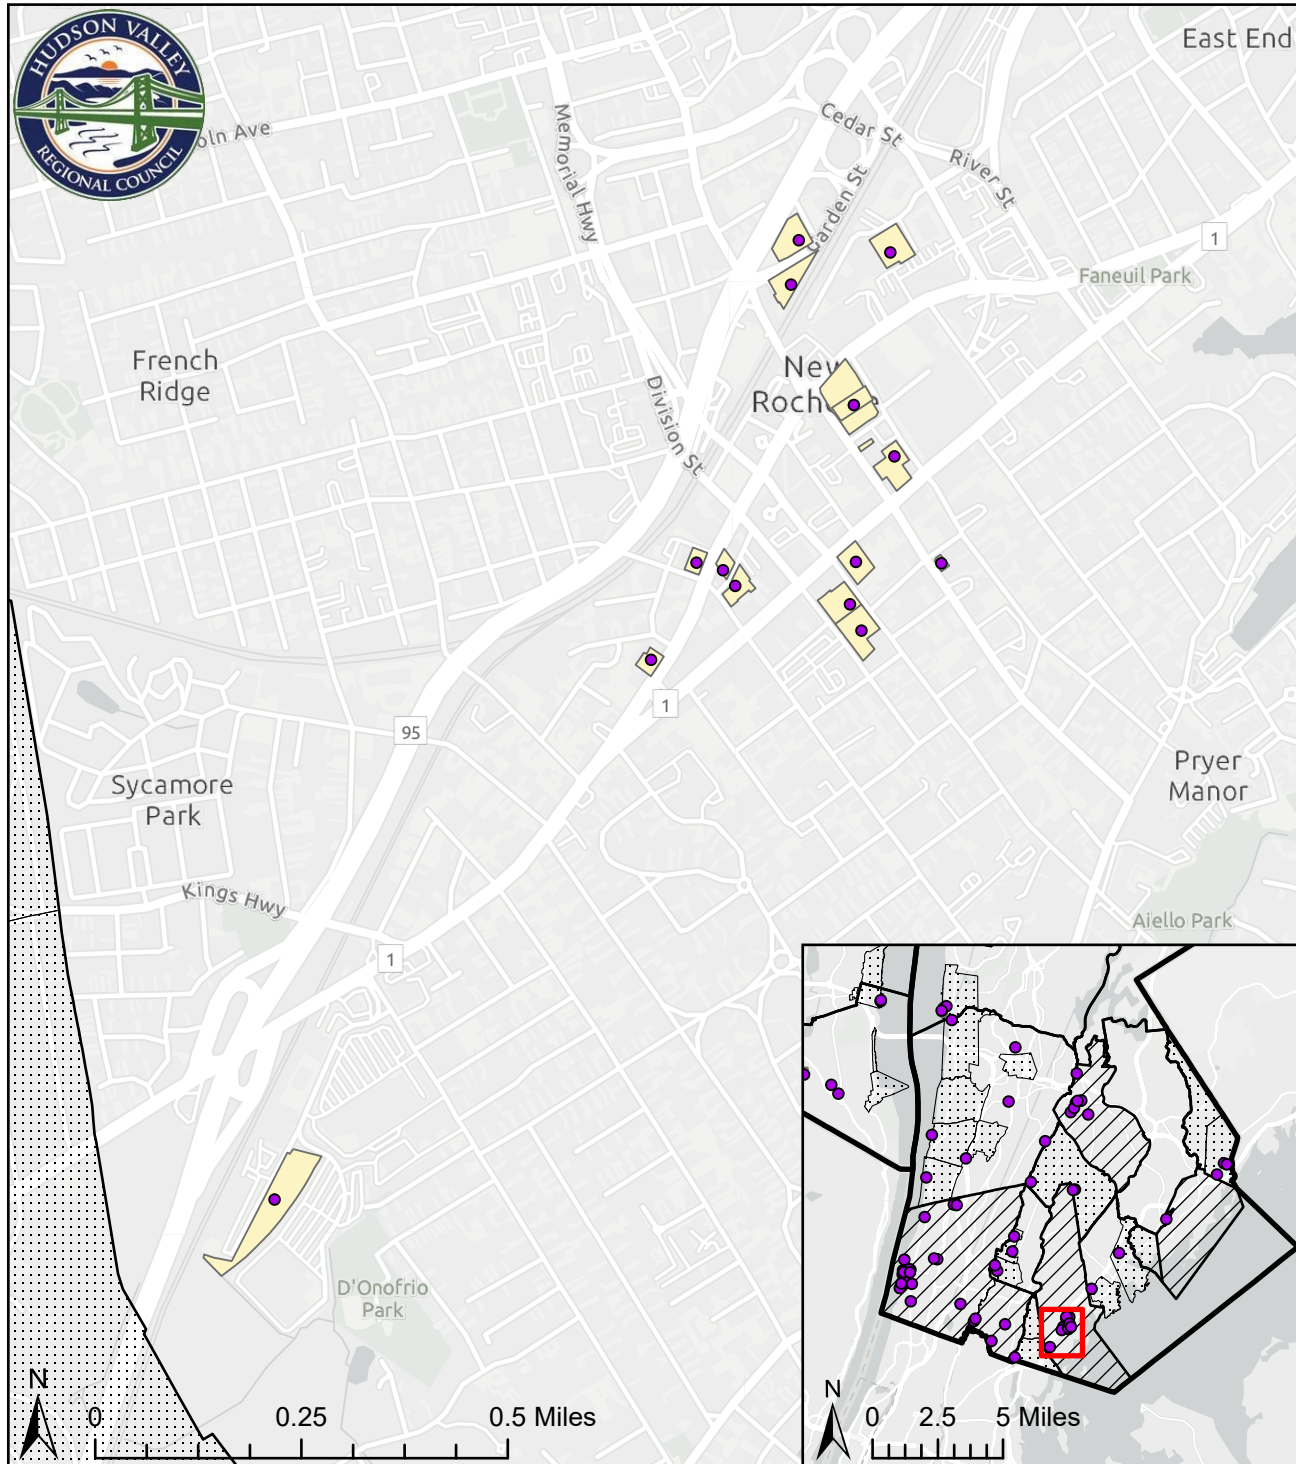 HUDSON VALLEY
REGIONAL COUNCIL
East End
Cedar St
Memorial Hwy
River St
Garden St
1
Faneuil Park
French
Ridge
New
Division St
95
1
Sycamore
Park
Pryer
Manor
Kings Hwy
Aiello Park
1
D'Onofrio
Park
N
0 0.25 0.5 Miles
N
0 2.5 5 Miles